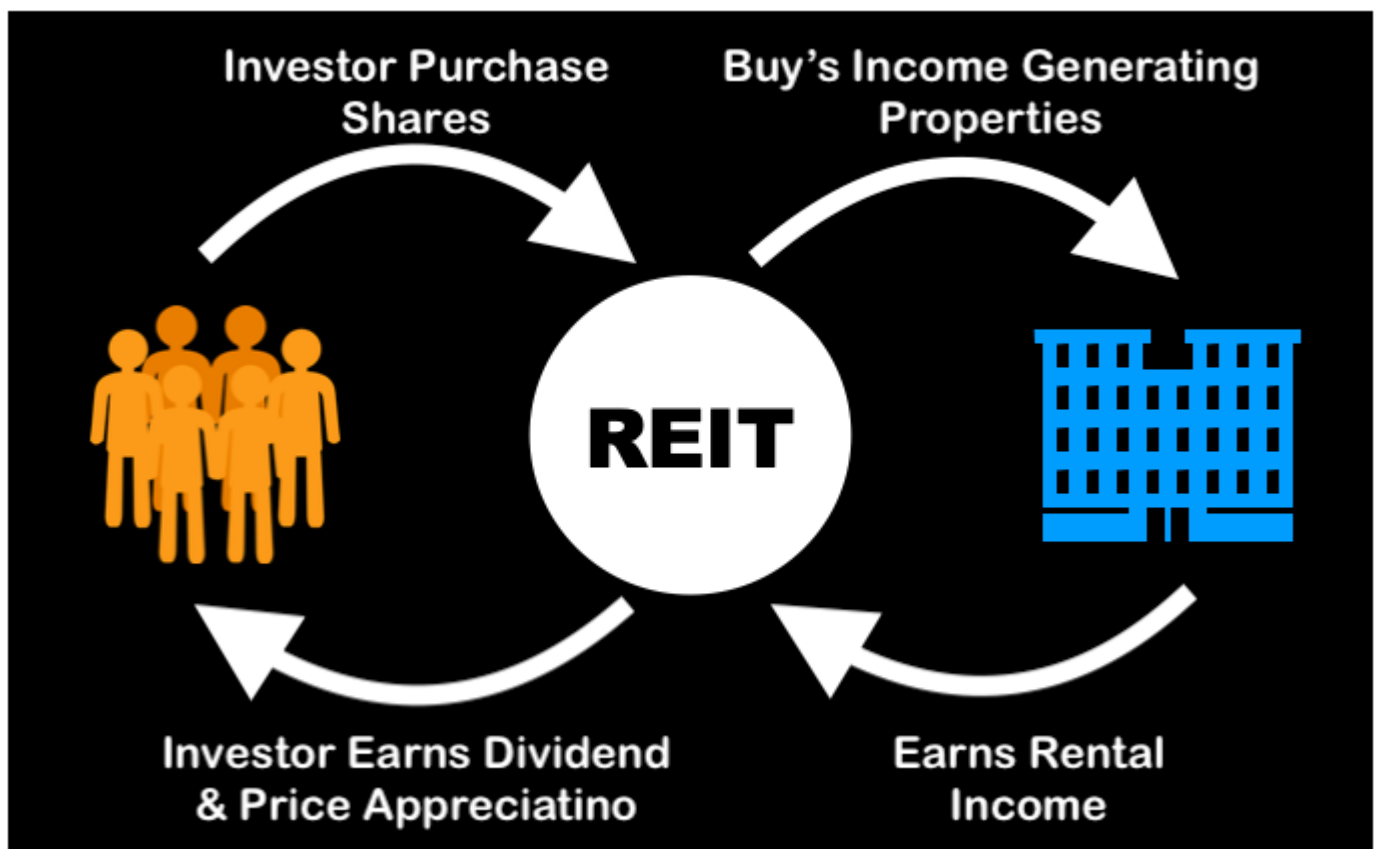 Investor Purchase
Shares
Buy’s Income Generating
Properties
REIT
Investor Earns Dividend
& Price Appreciatino
Earns Rental
Income